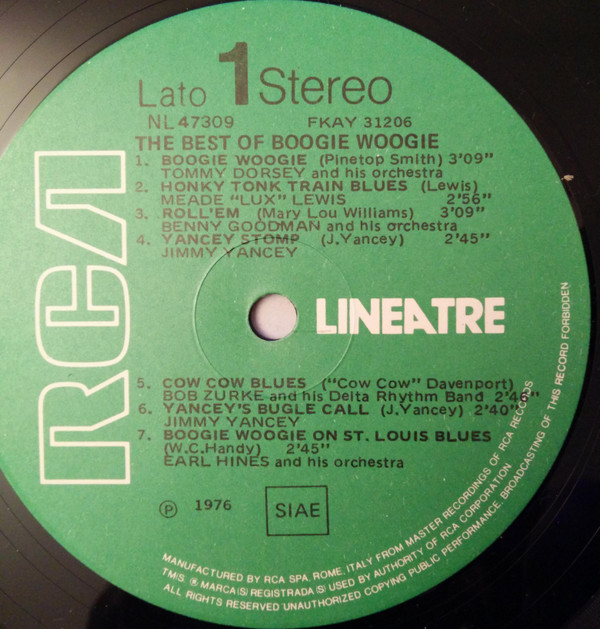 Lato 1 Stereo
NL 47309 FKAY 31206
THE BEST OF BOOGIE WOOGIE
1. BOOGIE WOOGIE (Pinetop Smith) 3'09"
TOMMY DORSEY and his orchestra
2. HONKY TONK TRAIN BLUES (Lewis)
MEADE "LUX" LEWIS 2'56"
3. ROLL'EM (Mary Lou Williams) 3'09"
BENNY GOODMAN and his orchestra
4. YANCEY STOMP (J.Yancey) 2'45"
JIMMY YANCEY
RCA
LINEATRE
5. COW COW BLUES ("Cow Cow" Davenport)
BOB ZURKE and his Delta Rhythm Band 2'46"
6. YANCEY'S BUGLE CALL (J.Yancey) 2'40"
JIMMY YANCEY
7. BOOGIE WOOGIE ON ST. LOUIS BLUES
(W.C.Handy) 2'45"
EARL HINES and his orchestra
Ⓟ 1976 SIAE
MANUFACTURED BY RCA SPA, ROME, ITALY FROM MASTER RECORDINGS OF RCA RECORDS
TM(S) ® MARCA(S) REGISTRADA(S) USED BY AUTHORITY OF RCA CORPORATION
ALL RIGHTS RESERVED UNAUTHORIZED COPYING PUBLIC PERFORMANCE, BROADCASTING OF THIS RECORD FORBIDDEN